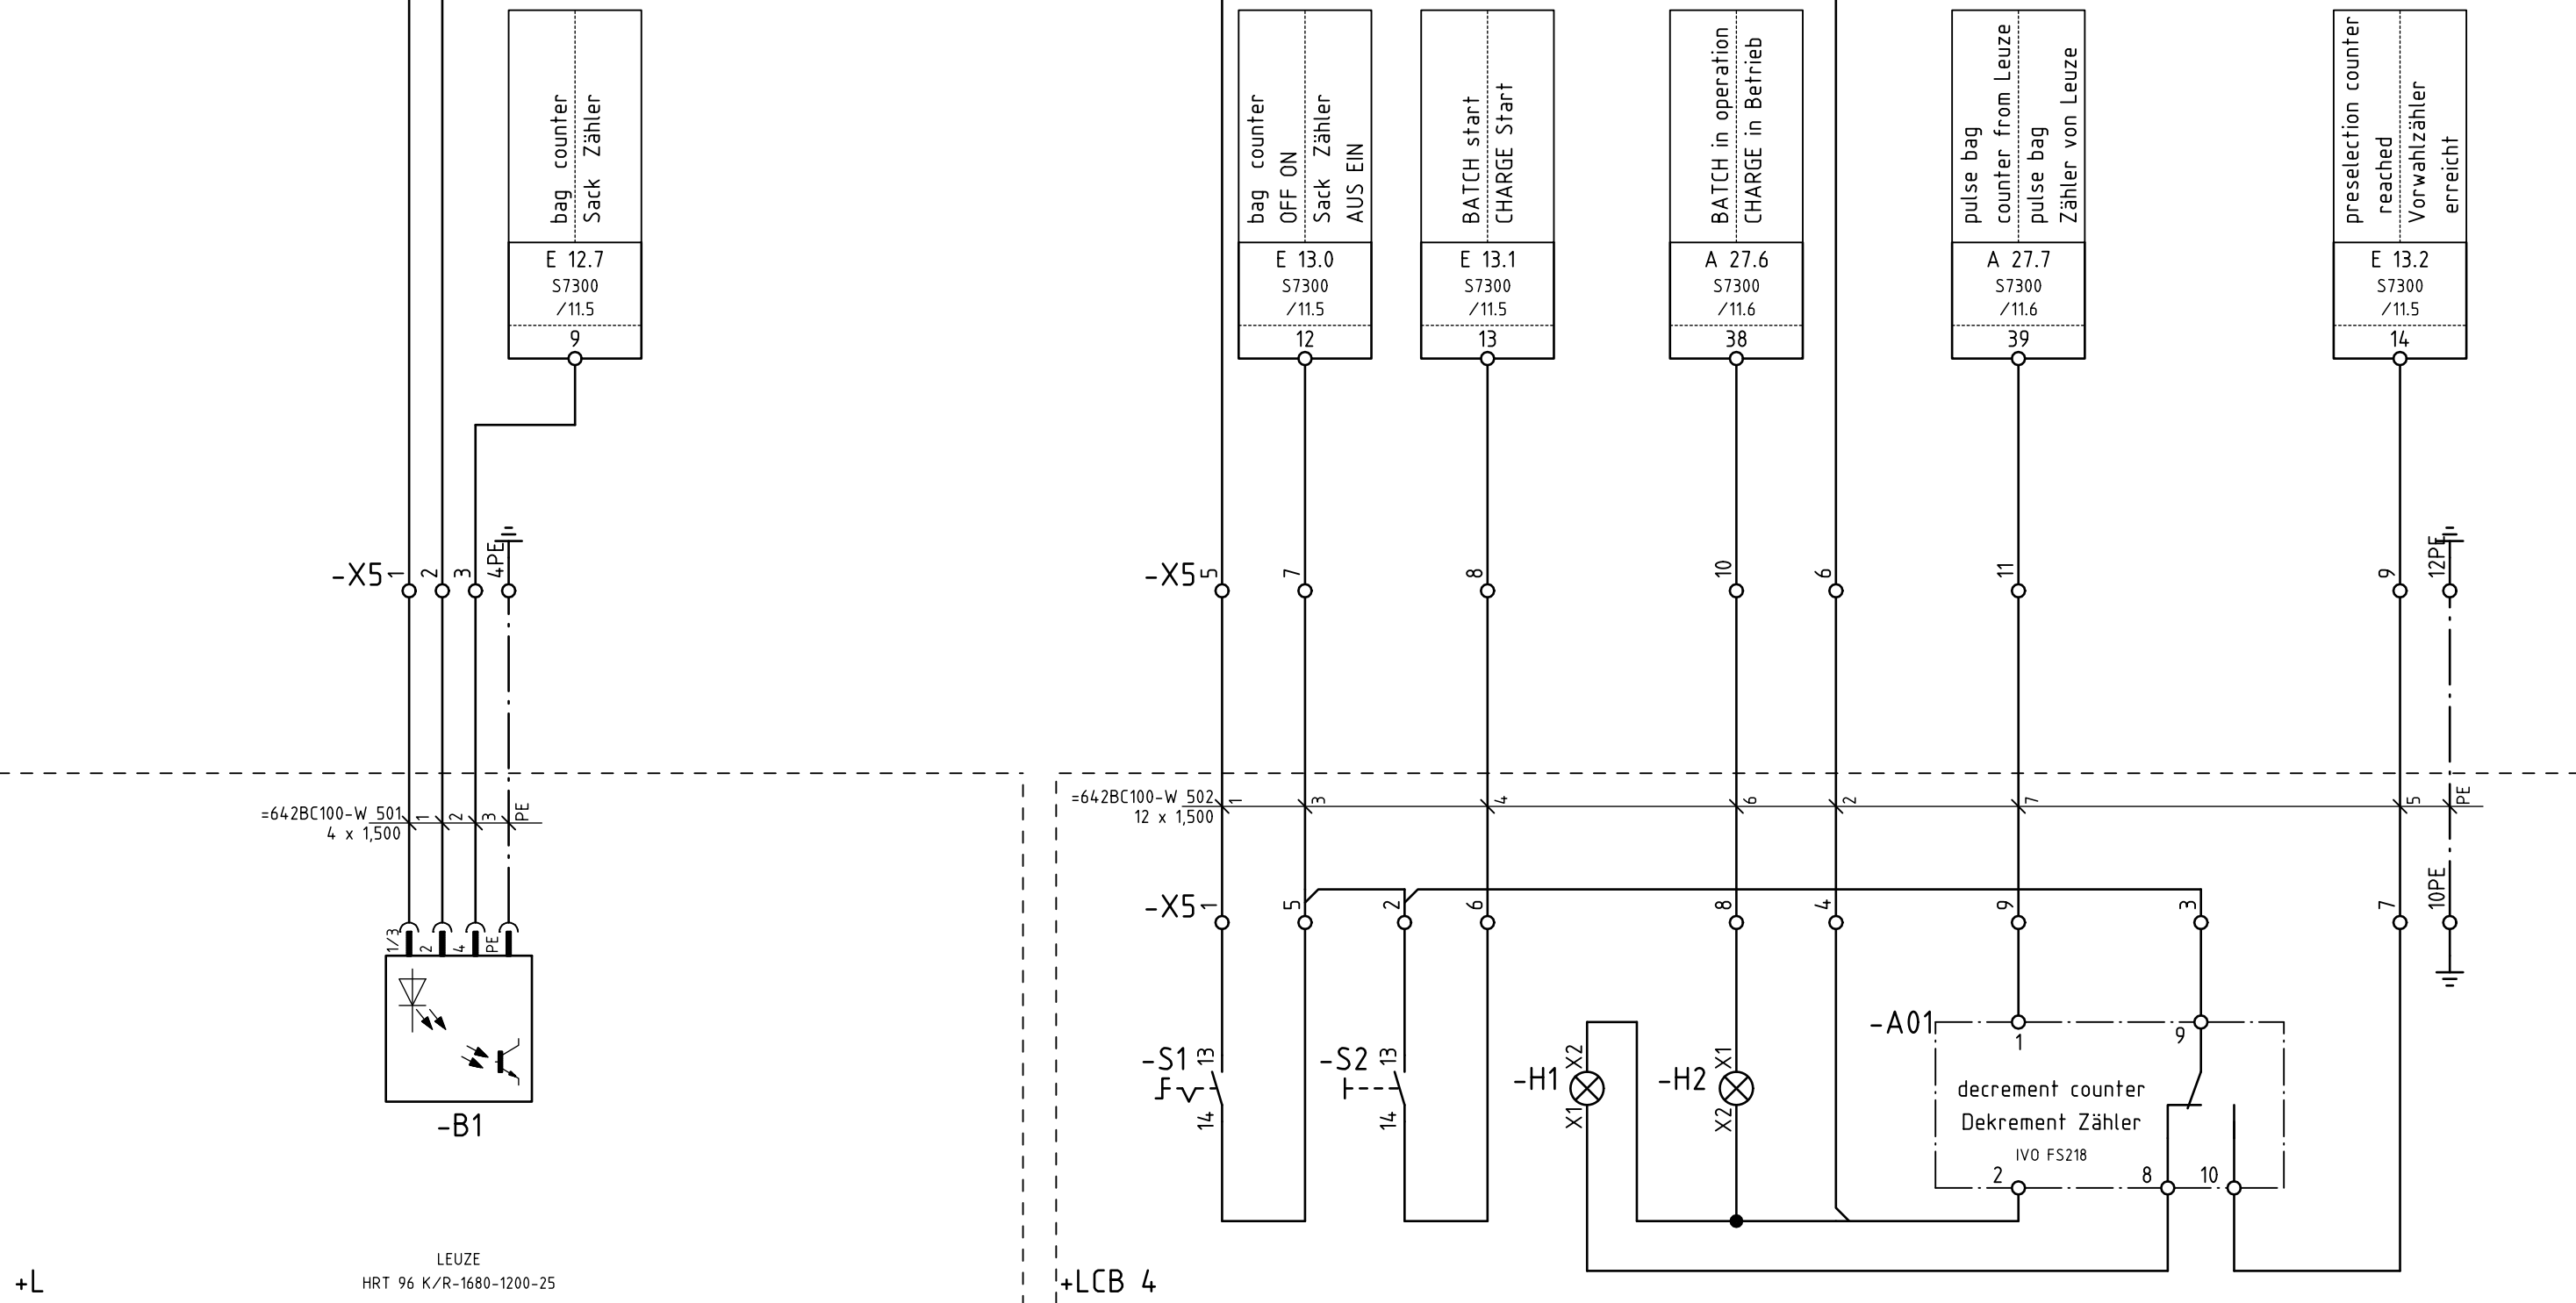 bag counter
Sack Zähler
E 12.7
S7300
/11.5
9
bag counter
OFF ON
Sack Zähler
AUS EIN
E 13.0
S7300
/11.5
12
BATCH start
CHARGE Start
E 13.1
S7300
/11.5
13
BATCH in operation
CHARGE in Betrieb
A 27.6
S7300
/11.6
38
pulse bag
counter from Leuze
pulse bag
Zähler von Leuze
A 27.7
S7300
/11.6
39
preselection counter
reached
Vorwahlzähler
erreicht
E 13.2
S7300
/11.5
14
-X5 1 2 3 4PE
-X5 5 7 8 10 6 11 9 12PE
=642BC100-W 501 1 2 3 PE
4 x 1,500
=642BC100-W 502 1 3 4 6 2 7 5 PE
12 x 1,500
-X5 1 5 2 6 8 4 9 3 7 10PE
1/3 2 4 PE
-B1
LEUZE
HRT 96 K/R-1680-1200-25
+L
-S1 13
14
-S2 13
14
-H1 X2
X1
-H2 X1
X2
-A01
1 9
decrement counter
Dekrement Zähler
IVO FS218
2 8 10
+LCB 4